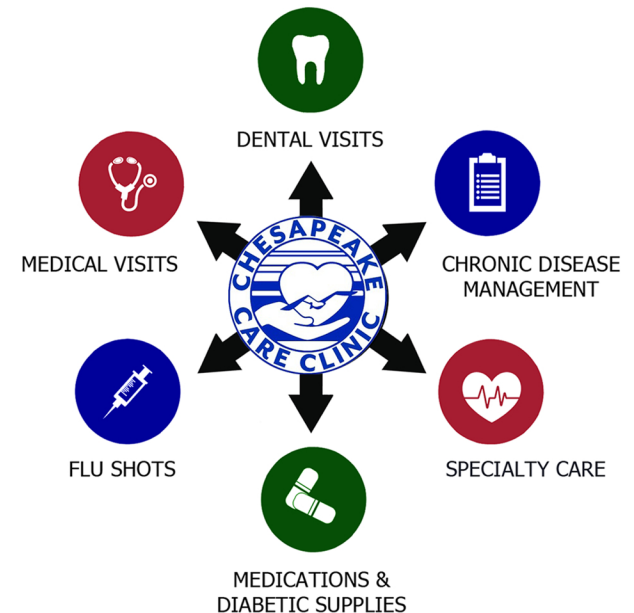 DENTAL VISITS
MEDICAL VISITS
CHRONIC DISEASE
MANAGEMENT
CHESAPEAKE
CARE CLINIC
FLU SHOTS
SPECIALTY CARE
MEDICATIONS &
DIABETIC SUPPLIES